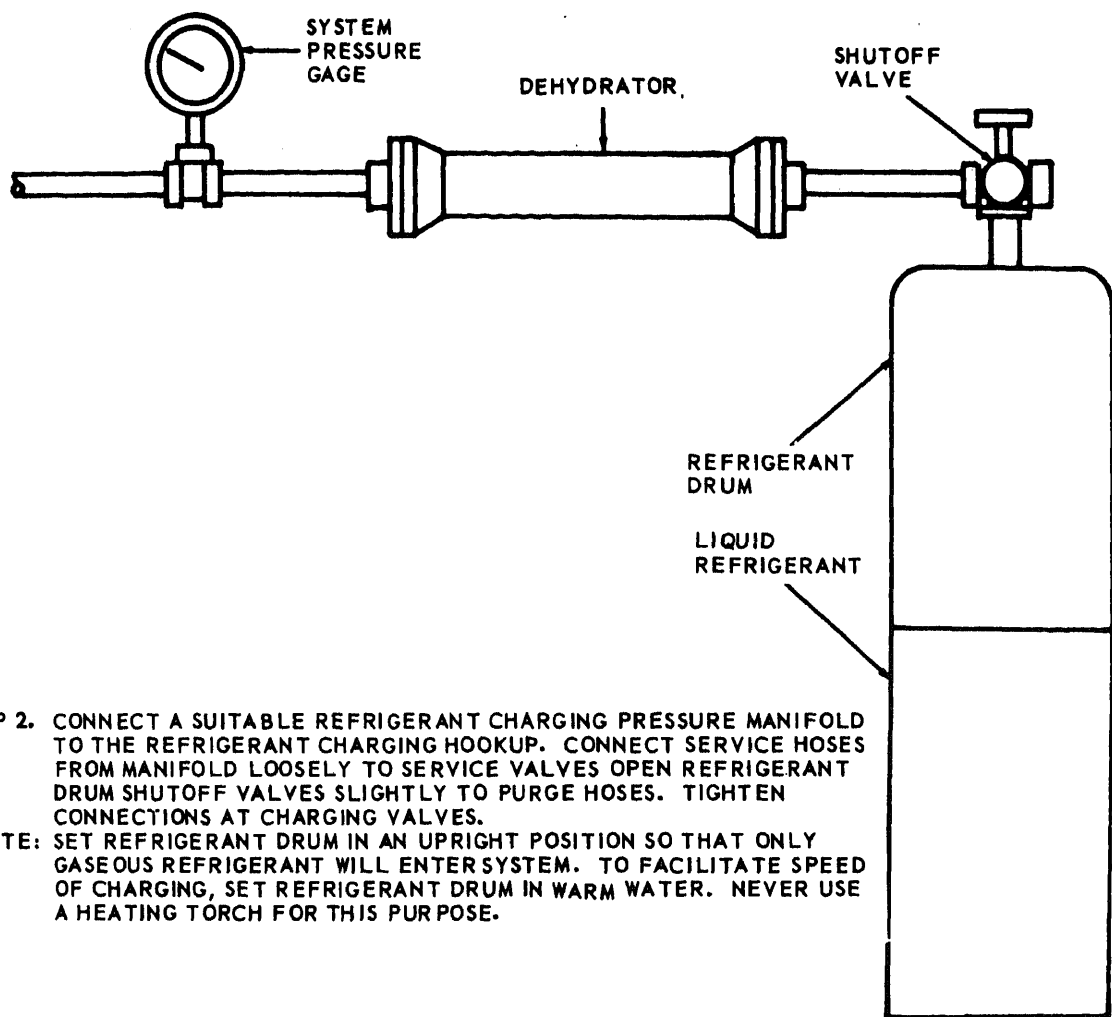 SYSTEM
PRESSURE
GAGE
DEHYDRATOR
SHUTOFF
VALVE
REFRIGERANT
DRUM
LIQUID
REFRIGERANT
P 2. CONNECT A SUITABLE REFRIGERANT CHARGING PRESSURE MANIFOLD
TO THE REFRIGERANT CHARGING HOOKUP. CONNECT SERVICE HOSES
FROM MANIFOLD LOOSELY TO SERVICE VALVES OPEN REFRIGERANT
DRUM SHUTOFF VALVES SLIGHTLY TO PURGE HOSES. TIGHTEN
CONNECTIONS AT CHARGING VALVES.
TE: SET REFRIGERANT DRUM IN AN UPRIGHT POSITION SO THAT ONLY
GASEOUS REFRIGERANT WILL ENTER SYSTEM. TO FACILITATE SPEED
OF CHARGING, SET REFRIGERANT DRUM IN WARM WATER. NEVER USE
A HEATING TORCH FOR THIS PURPOSE.